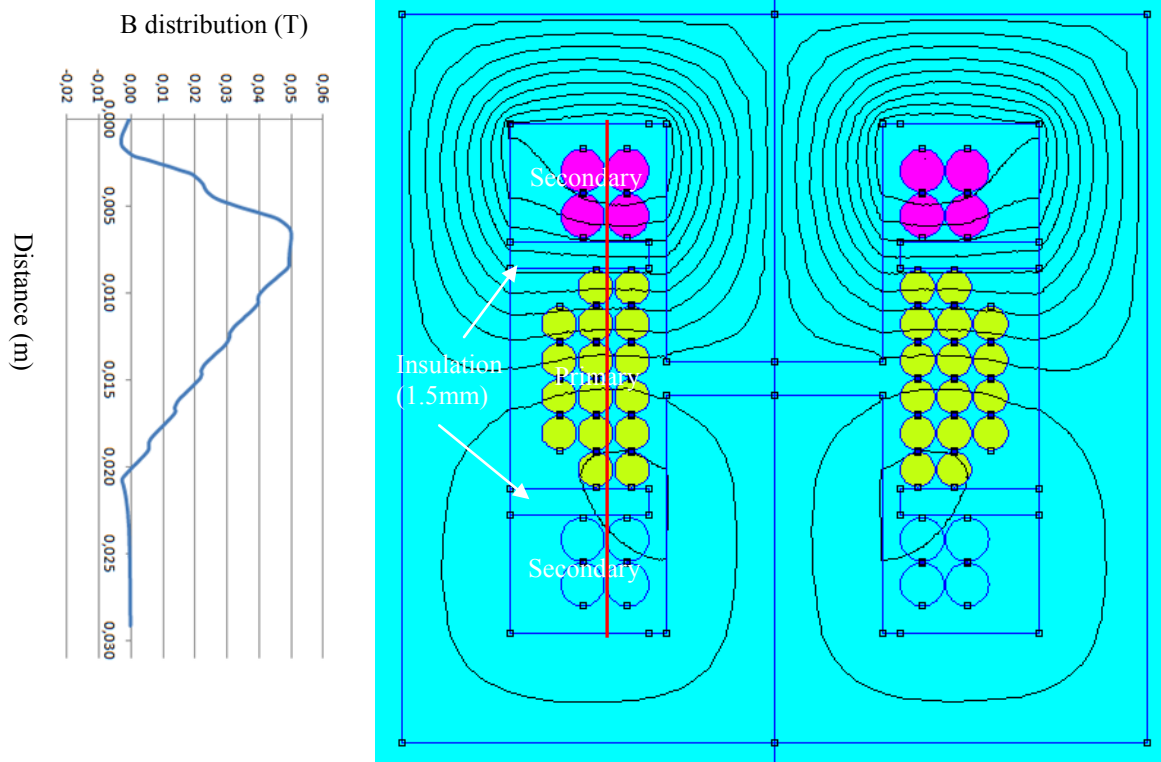 B distribution (T)
-0,02
-0,01
0,00
0,01
0,02
0,03
0,04
0,05
0,06
0,000
0,005
0,010
0,015
0,020
0,025
0,030
Distance (m)
Secondary
Insulation
(1.5mm)
Primary
Secondary